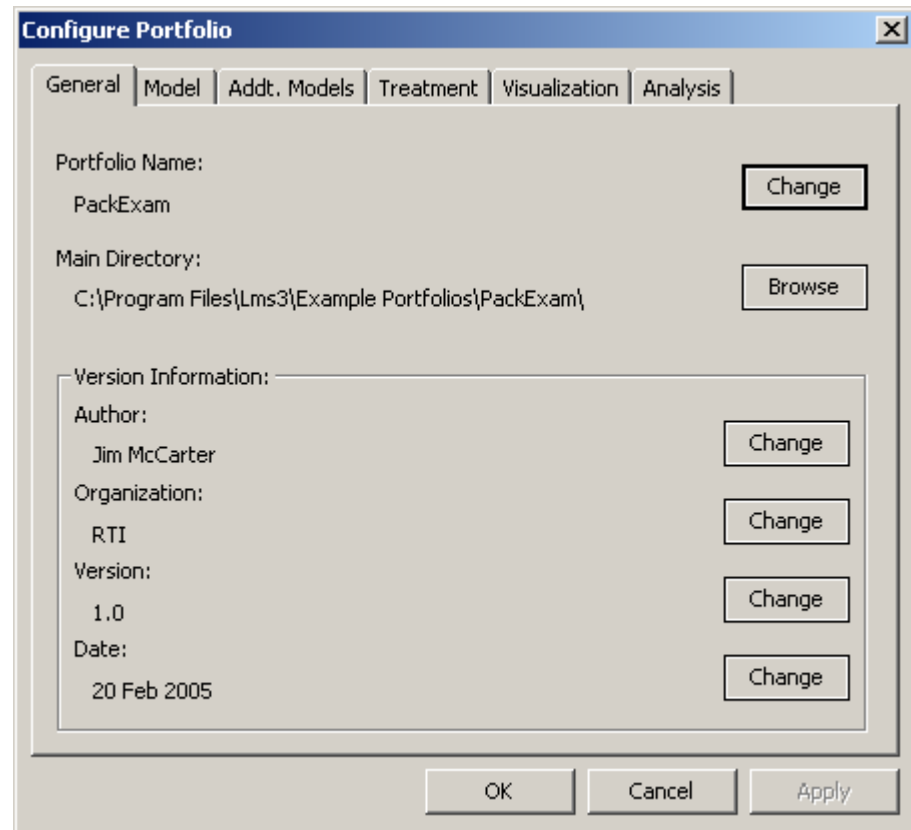 Configure Portfolio
General Model Addt. Models Treatment Visualization Analysis
Portfolio Name:
PackExam
Change
Main Directory:
C:\Program Files\Lms3\Example Portfolios\PackExam\
Browse
Version Information:
Author:
Jim McCarter
Change
Organization:
RTI
Change
Version:
1.0
Change
Date:
20 Feb 2005
Change
OK Cancel Apply